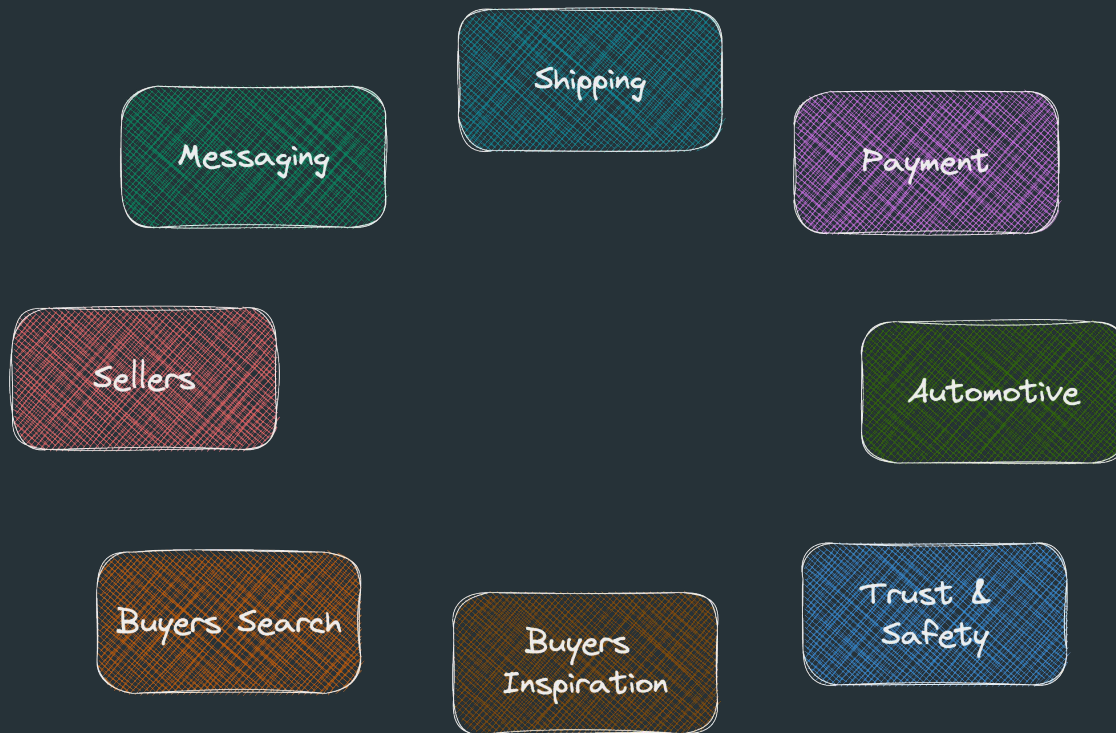 Shipping
Messaging
Payment
Sellers
Automotive
Trust &
Safety
Buyers Search
Buyers
Inspiration